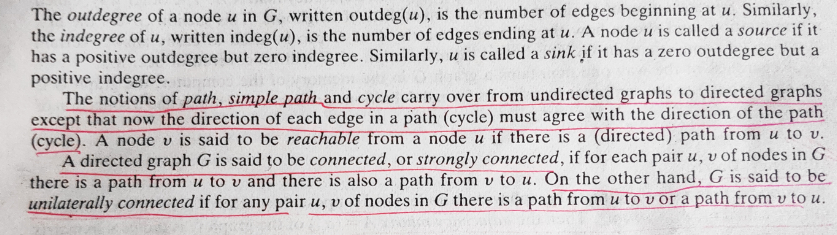 The outdegree of a node u in G, written outdeg(u), is the number of edges beginning at u. Similarly,
the indegree of u, written indeg(u), is the number of edges ending at u. A node u is called a source if it
has a positive outdegree but zero indegree. Similarly, u is called a sink if it has a zero outdegree but a
positive indegree.
The notions of path, simple path and cycle carry over from undirected graphs to directed graphs
except that now the direction of each edge in a path (cycle) must agree with the direction of the path
(cycle). A node v is said to be reachable from a node u if there is a (directed) path from u to v.
A directed graph G is said to be connected, or strongly connected, if for each pair u, v of nodes in G
there is a path from u to v and there is also a path from v to u. On the other hand, G is said to be
unilaterally connected if for any pair u, v of nodes in G there is a path from u to v or a path from v to u.